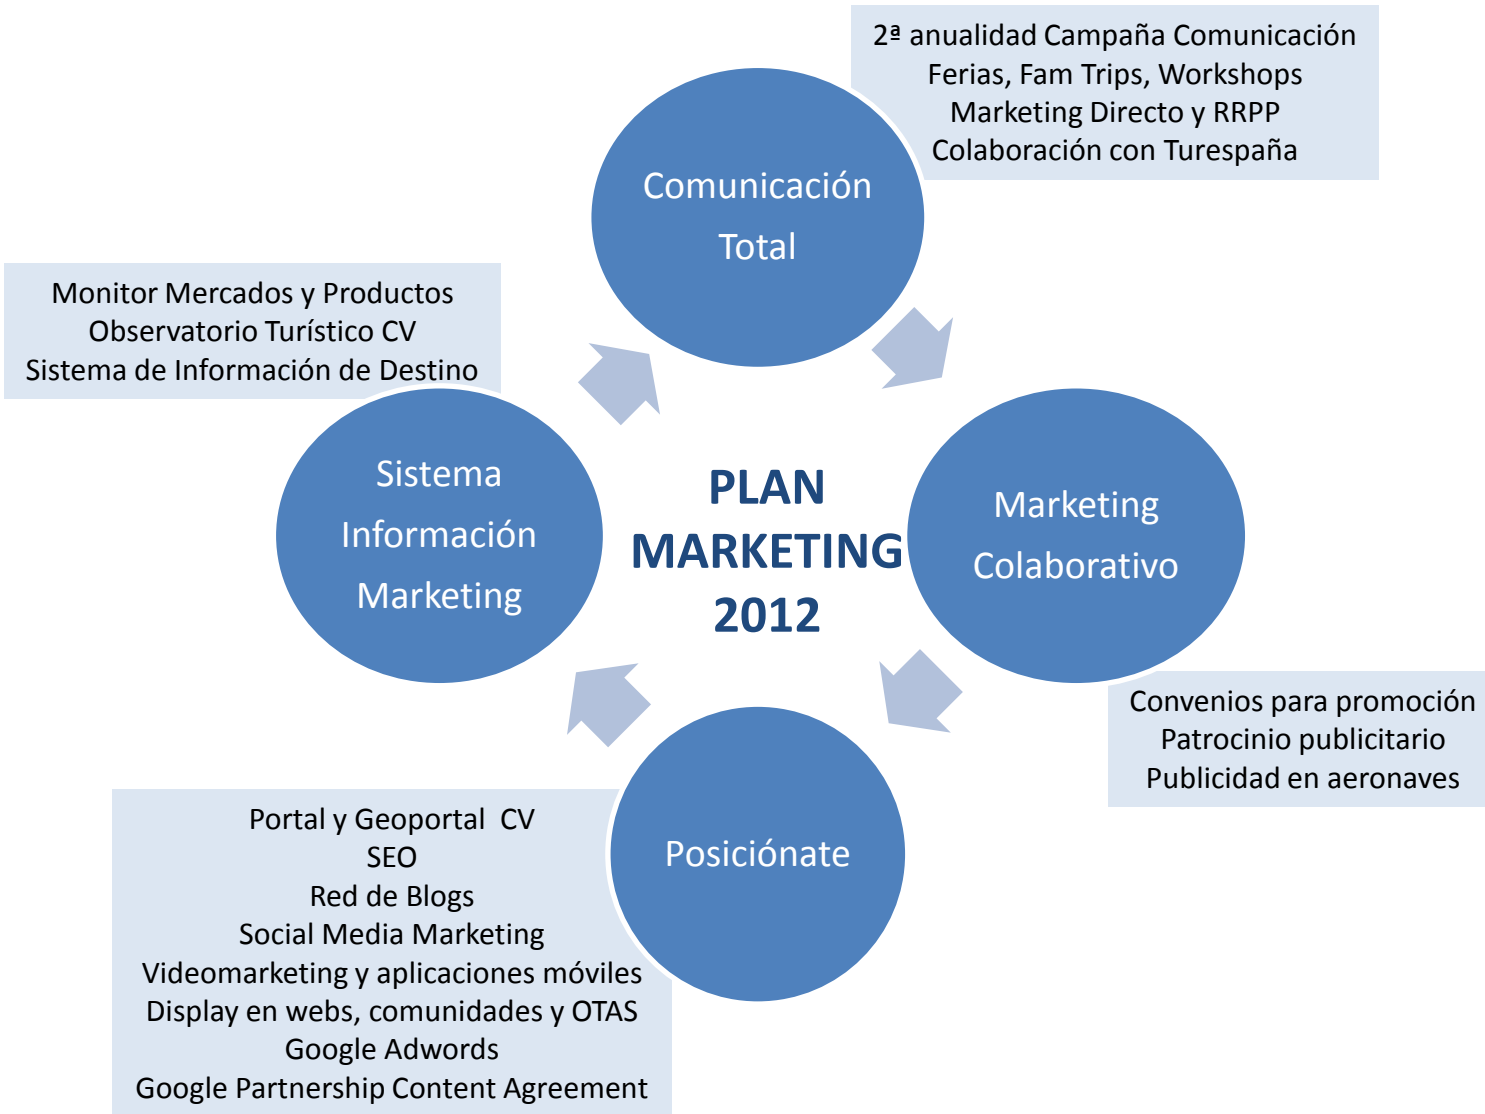 2ª anualidad Campaña Comunicación
Ferias, Fam Trips, Workshops
Marketing Directo y RRPP
Colaboración con Turespaña
Comunicación
Total
Monitor Mercados y Productos
Observatorio Turístico CV
Sistema de Información de Destino
Sistema
Información
Marketing
PLAN
MARKETING
2012
Marketing
Colaborativo
Convenios para promoción
Patrocinio publicitario
Publicidad en aeronaves
Posiciónate
Portal y Geoportal  CV
SEO
Red de Blogs
Social Media Marketing
Videomarketing y aplicaciones móviles
Display en webs, comunidades y OTAS
Google Adwords
Google Partnership Content Agreement